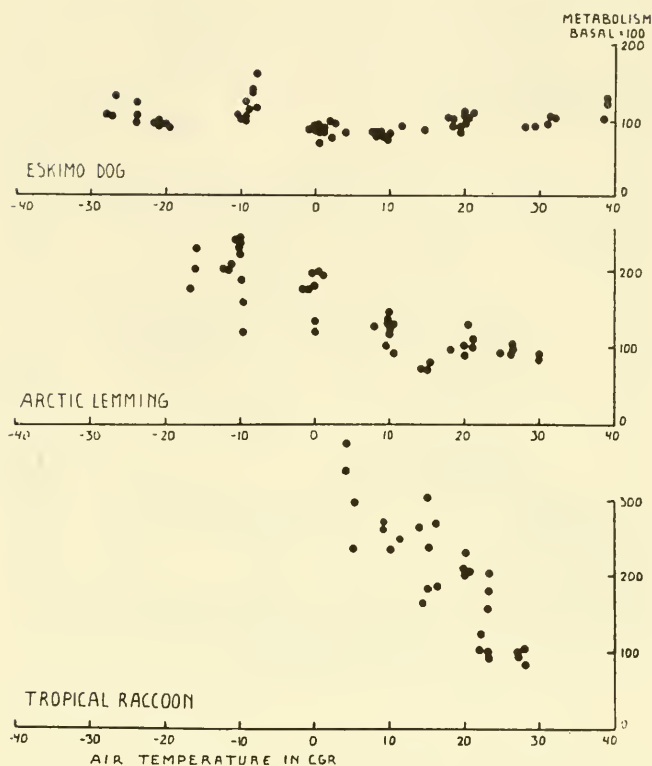 METABOLISM
BASAL = 100
200
100
0
ESKIMO DOG
-40 -30 -20 -10 0 10 20 30 40
200
100
0
ARCTIC LEMMING
-40 -30 -20 -10 0 10 20 30 40
300
200
100
0
TROPICAL RACCOON
-40 -30 -20 -10 0 10 20 30 40
AIR TEMPERATURE IN CGR